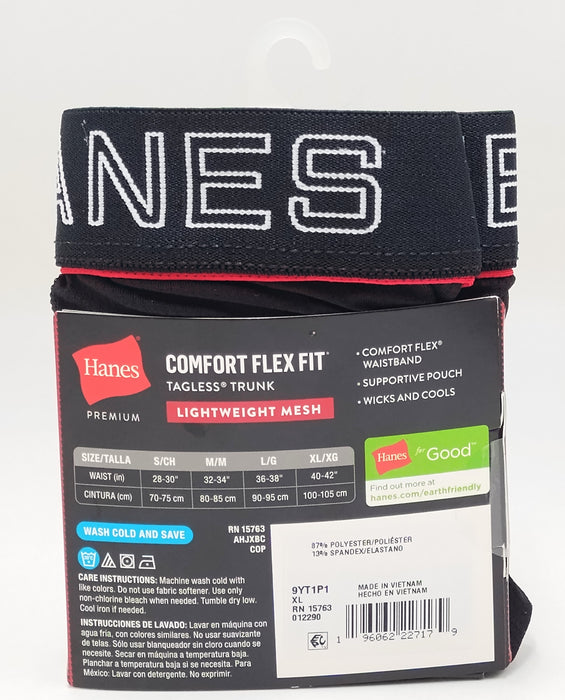 ANES E
Hanes
PREMIUM
COMFORT FLEX FIT®
TAGLESS® TRUNK
LIGHTWEIGHT MESH
• COMFORT FLEX®
WAISTBAND
• SUPPORTIVE POUCH
• WICKS AND COOLS
SIZE/TALLA S/CH M/M L/G XL/XG
WAIST (in) 28-30" 32-34" 36-38" 40-42"
CINTURA (cm) 70-75 cm 80-85 cm 90-95 cm 100-105 cm
Hanes for Good™
Find out more at
hanes.com/earthfriendly
WASH COLD AND SAVE
RN 15763
AHJXBC
COP
CARE INSTRUCTIONS: Machine wash cold with
like colors. Do not use fabric softener. Use only
non-chlorine bleach when needed. Tumble dry low.
Cool iron if needed.
INSTRUCCIONES DE LAVADO: Lavar en máquina con
agua fría, con colores similares. No usar suavizante
de telas. Sólo usar blanqueador sin cloro cuando es
necesario. Secar en máquina a temperatura baja.
Planchar a temperatura baja si se necesita. Para
México: Lavar con detergente. No en remojo.
87% POLYESTER/POLIÉSTER
13% SPANDEX/ELASTANO
9YT1P1
XL
RN 15763
012290
MADE IN VIETNAM
HECHO EN VIETNAM
1 96062 22717 9